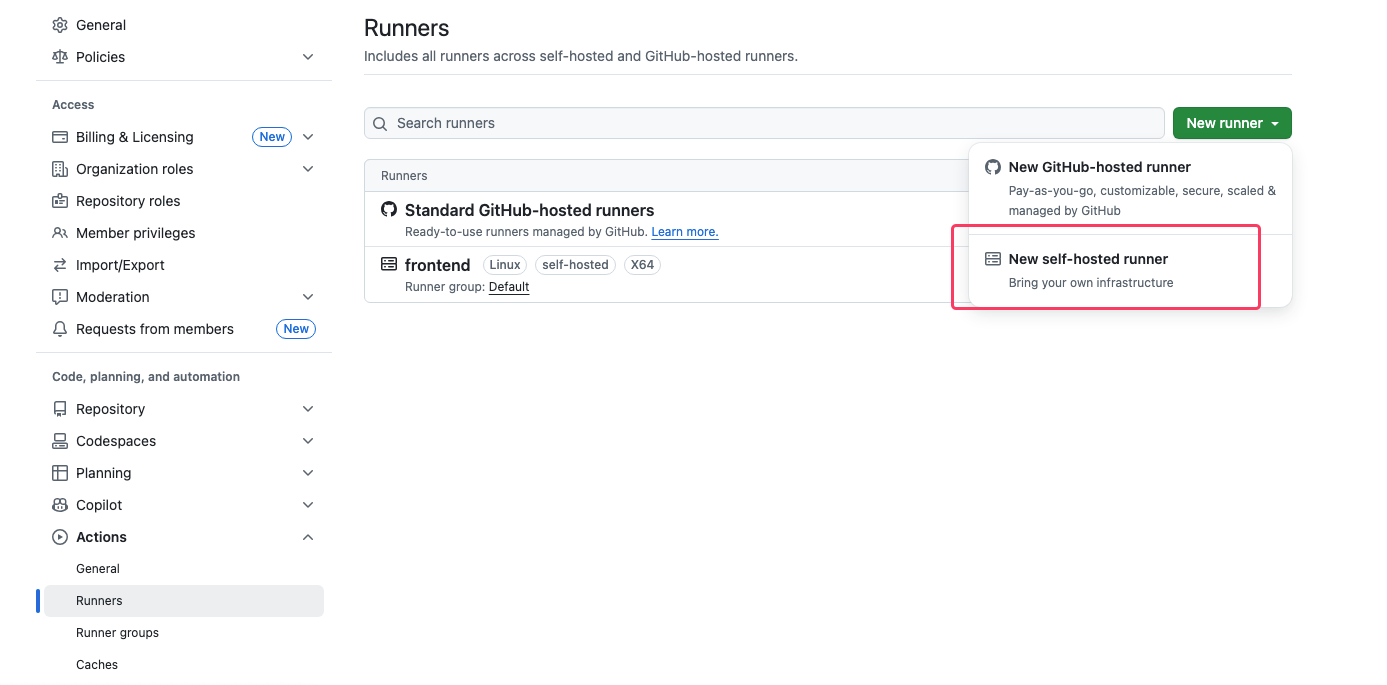 General
Policies
Access
Billing & Licensing New
Organization roles
Repository roles
Member privileges
Import/Export
Moderation
Requests from members New
Code, planning, and automation
Repository
Codespaces
Planning
Copilot
Actions
General
Runners
Runner groups
Caches
Runners
Includes all runners across self-hosted and GitHub-hosted runners.
Search runners
New runner
New GitHub-hosted runner
Pay-as-you-go, customizable, secure, scaled &
managed by GitHub
New self-hosted runner
Bring your own infrastructure
Runners
Standard GitHub-hosted runners
Ready-to-use runners managed by GitHub. Learn more.
frontend Linux self-hosted X64
Runner group: Default